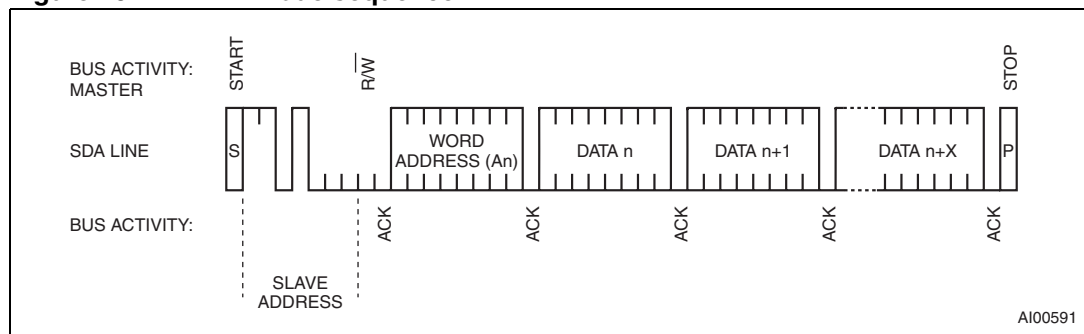 BUS ACTIVITY:
MASTER
START
R/W
STOP
SDA LINE
S
WORD
ADDRESS (An)
DATA n
DATA n+1
DATA n+X
P
BUS ACTIVITY:
ACK
ACK
ACK
ACK
ACK
SLAVE
ADDRESS
AI00591